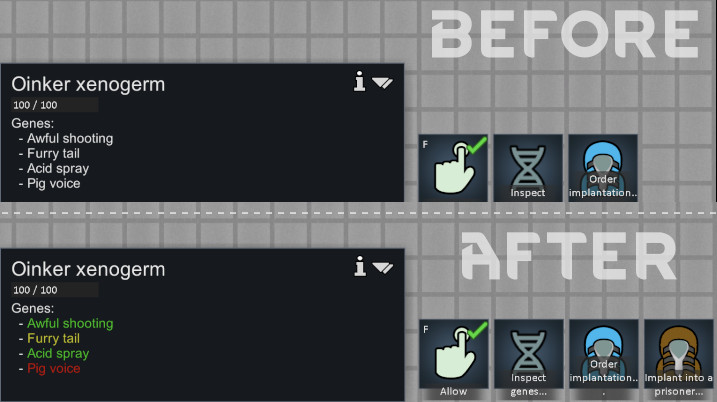 BEFORE
Oinker xenogerm
100 / 100
Genes:
- Awful shooting
- Furry tail
- Acid spray
- Pig voice
F
Inspect
Order
implantation..
AFTER
Oinker xenogerm
100 / 100
Genes:
- Awful shooting
- Furry tail
- Acid spray
- Pig voice
F
Allow
Inspect
genes...
Order
implantation..
.
Implant into a
prisoner...